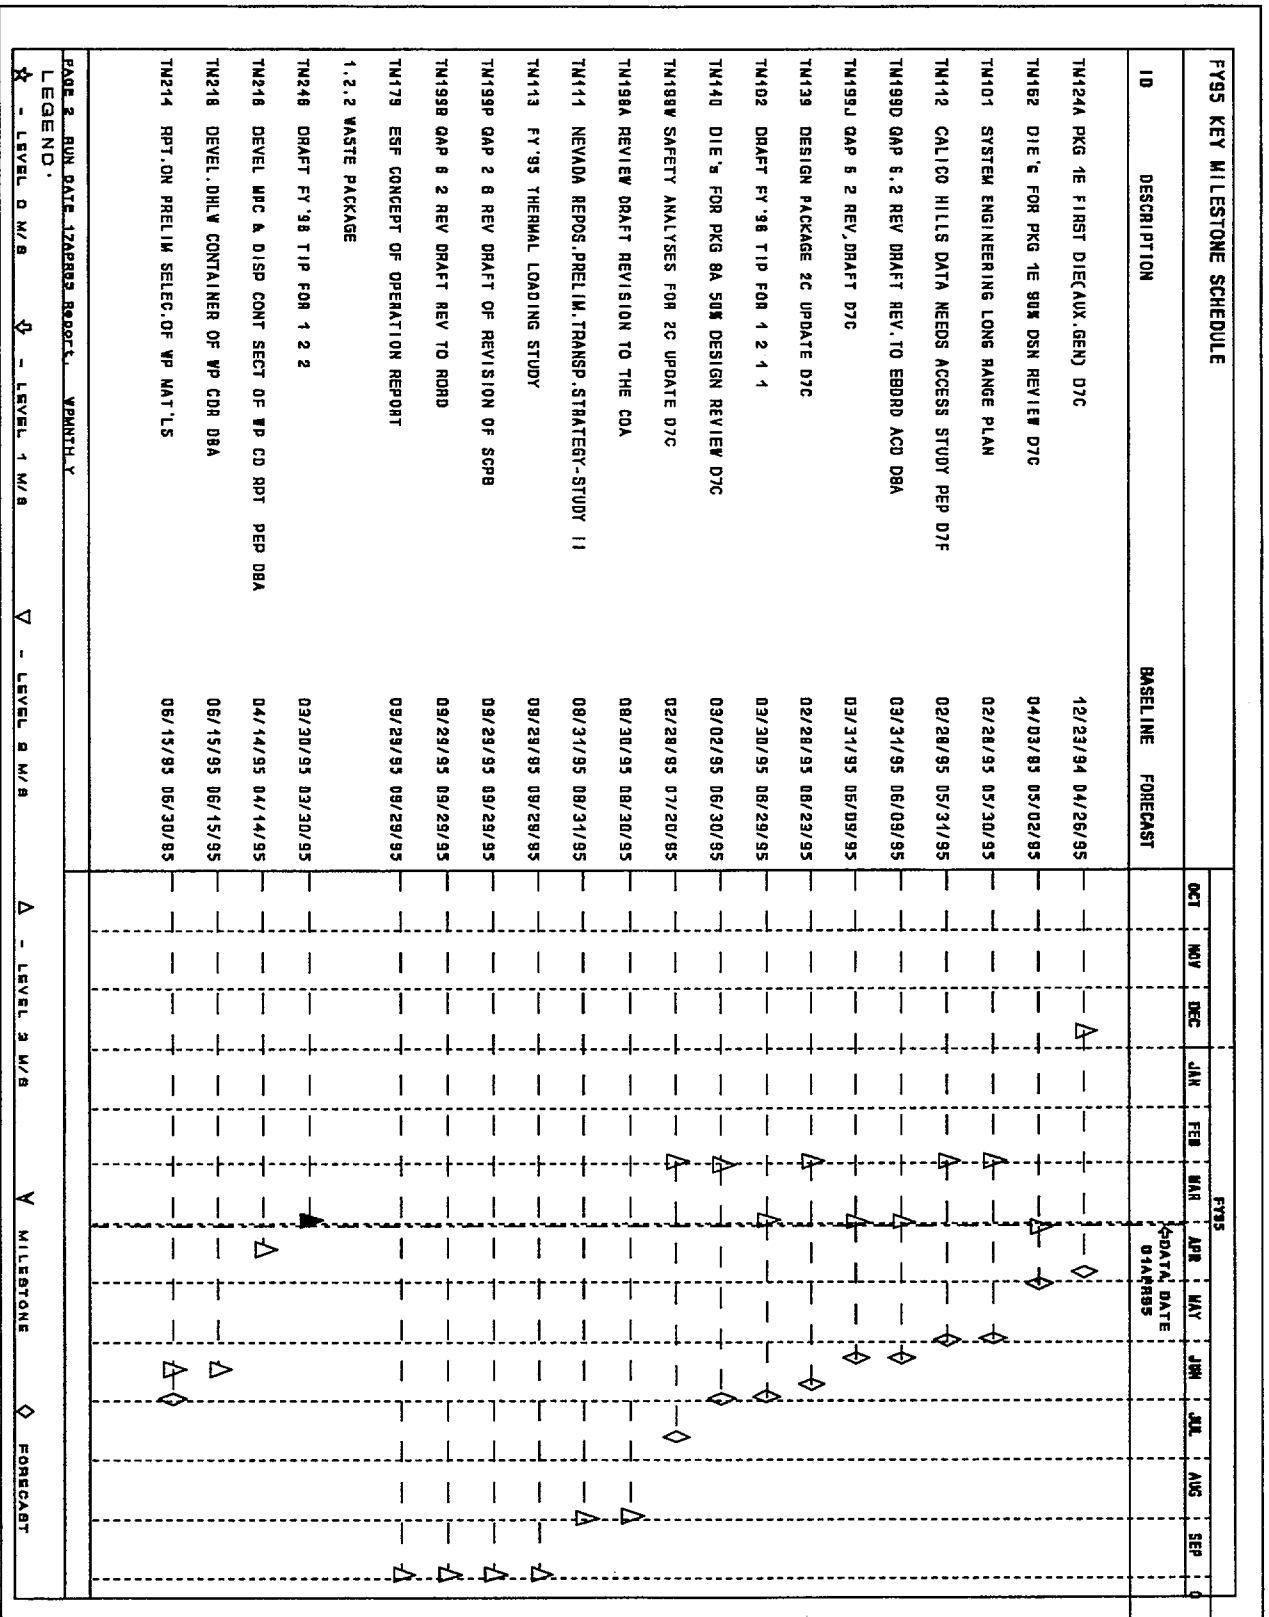 FY95 KEY MILESTONE SCHEDULE
FY95
ID DESCRIPTION BASELINE FORECAST
OCT NOV DEC JAN FEB MAR APR MAY JUN JUL AUG SEP O
DATA DATE
01APR95
TN124A PKG 1E FIRST DIE(AUX.GEN) D7C 12/23/94 04/26/95
TN162 DIE's FOR PKG 1E 90% DSN REVIEW D7C 04/03/95 05/02/95
TN101 SYSTEM ENGINEERING LONG RANGE PLAN 02/28/95 05/30/95
TN112 CALICO HILLS DATA NEEDS ACCESS STUDY PEP D7F 02/28/95 05/31/95
TN199D QAP 6.2 REV DRAFT REV.TO EBDRD ACD DBA 03/31/95 06/09/95
TN199J QAP 6 2 REV,DRAFT D7C 03/31/95 06/09/95
TN139 DESIGN PACKAGE 2C UPDATE D7C 02/28/95 06/23/95
TN102 DRAFT FY'96 TIP FOR 1 2 1 1 03/30/95 06/29/95
TN140 DIE's FOR PKG 8A 50% DESIGN REVIEW D7C 03/02/95 06/30/95
TN198W SAFETY ANALYSES FOR 2C UPDATE D7C 02/28/95 07/20/95
TN198A REVIEW DRAFT REVISION TO THE CDA 08/30/95 08/30/95
TN111 NEVADA REPOS.PRELIM.TRANSP.STRATEGY-STUDY II 08/31/95 08/31/95
TN113 FY'95 THERMAL LOADING STUDY 09/29/95 09/29/95
TN199P QAP 2 6 REV DRAFT OF REVISION OF SCPB 09/29/95 09/29/95
TN199B QAP 6 2 REV DRAFT REV TO RDRD 09/29/95 09/29/95
TN179 ESF CONCEPT OF OPERATION REPORT 09/29/95 09/29/95
1.2.2 WASTE PACKAGE
TN246 DRAFT FY'96 TIP FOR 1 2 2 03/30/95 03/30/95
TN216 DEVEL MPC & DISP CONT SECT OF WP CD RPT PEP DBA 04/14/95 04/14/95
TN218 DEVEL.DHLW CONTAINER OF WP CDR DBA 06/15/95 06/15/95
TN214 RPT.ON PRELIM SELEC.OF WP MAT'LS 06/15/95 06/30/95
PAGE 2 RUN DATE 17APR95 Report, WPMNTH_Y
LEGEND.
- LEVEL 0 M/S - LEVEL 1 M/S - LEVEL 2 M/S - LEVEL 3 M/S MILESTONE FORECAST